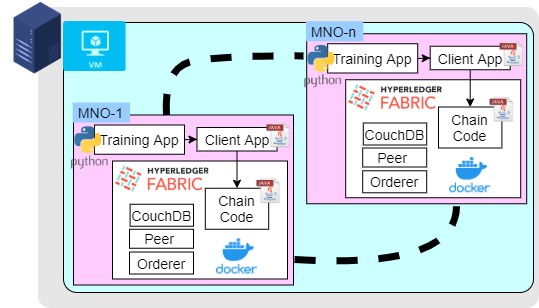 VM
MNO-n
Training App
Client App
JAVA
python
HYPERLEDGER
FABRIC
JAVA
Chain
Code
CouchDB
Peer
Orderer
docker
MNO-1
Training App
Client App
JAVA
python
HYPERLEDGER
FABRIC
JAVA
Chain
Code
CouchDB
Peer
Orderer
docker